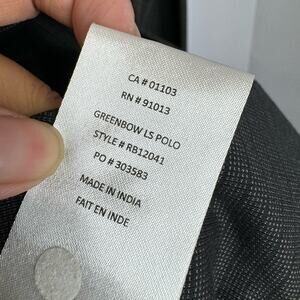 CA # 01103
RN # 91013
GREENBOW LS POLO
STYLE # RB12041
PO # 303583
MADE IN INDIA
FAIT EN INDE